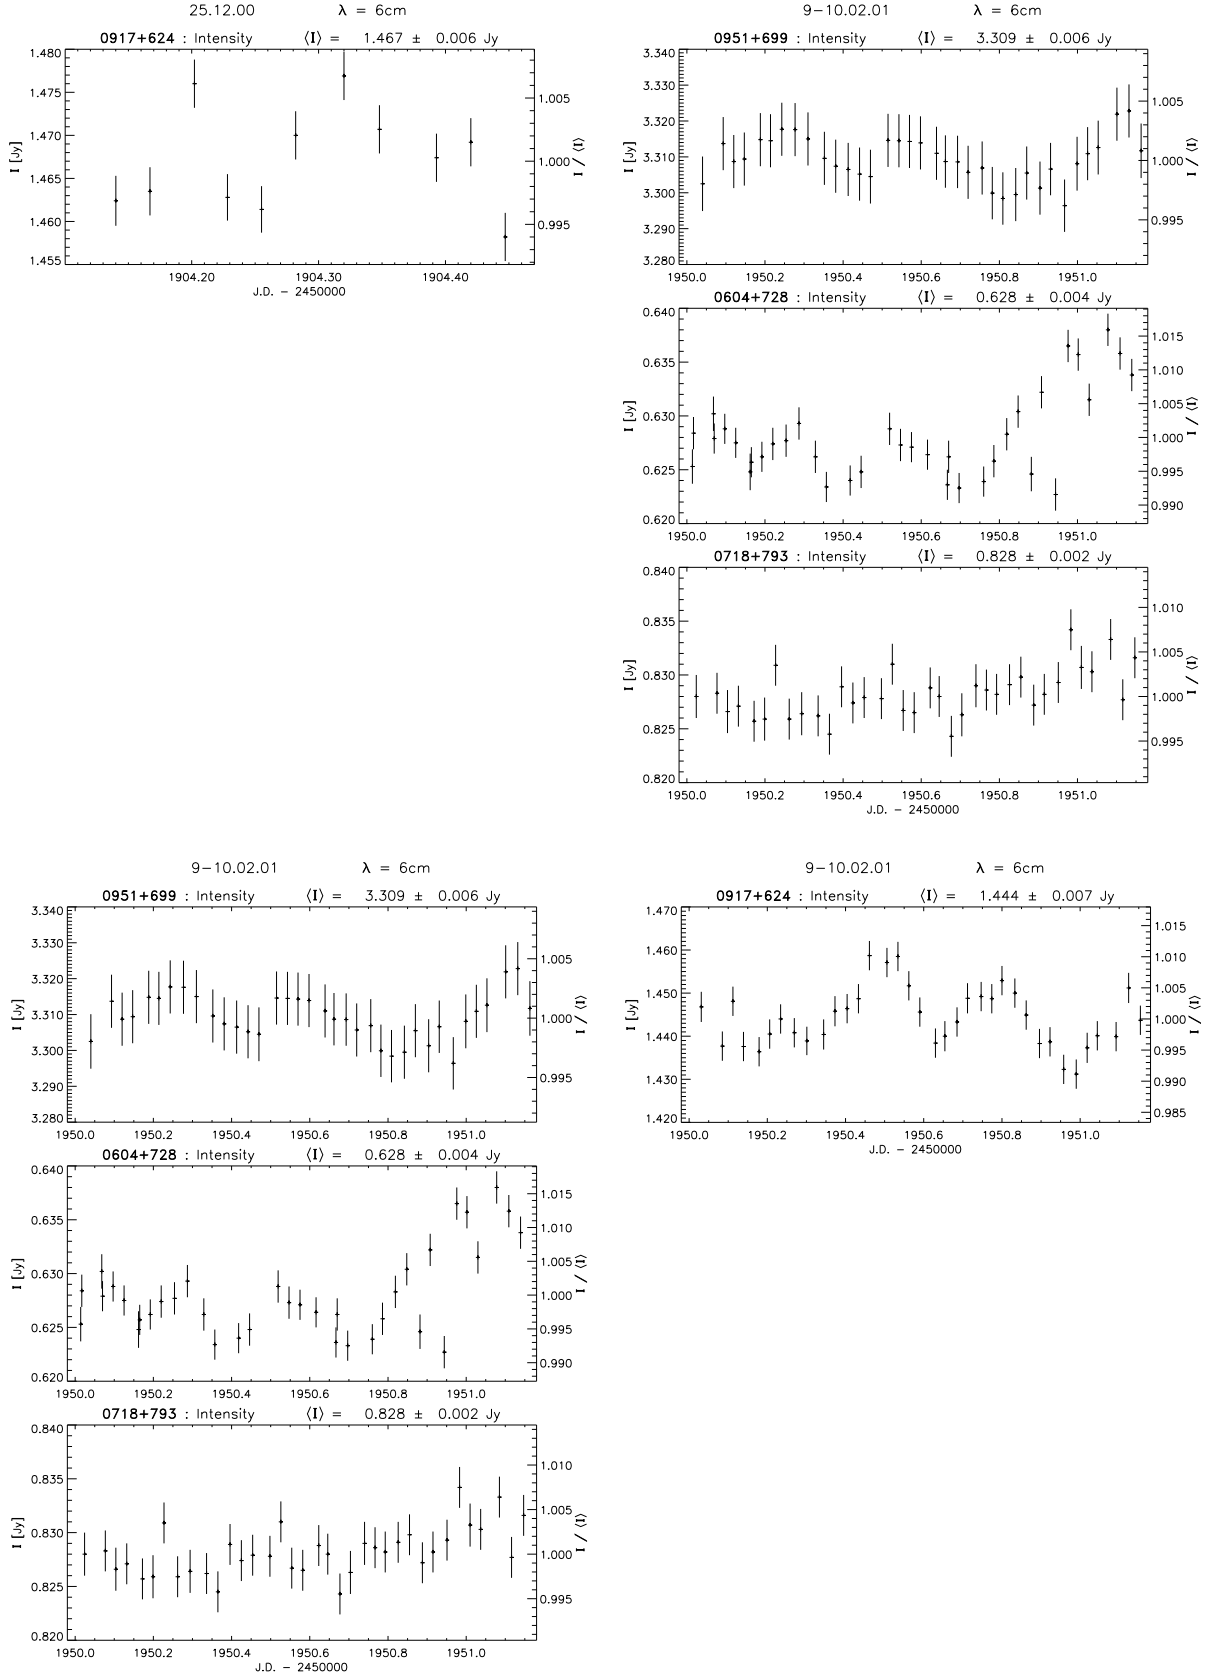 25.12.00 λ = 6cm
0917+624 : Intensity ⟨I⟩ = 1.467 ± 0.006 Jy
1.480
1.475
1.470
1.465
1.460
1.455
I [Jy]
1.005
1.000
0.995
I / ⟨I⟩
1904.20 1904.30 1904.40
J.D. − 2450000
9−10.02.01 λ = 6cm
0951+699 : Intensity ⟨I⟩ = 3.309 ± 0.006 Jy
3.340
3.330
3.320
3.310
3.300
3.290
3.280
I [Jy]
1.005
1.000
0.995
I / ⟨I⟩
1950.0 1950.2 1950.4 1950.6 1950.8 1951.0
0604+728 : Intensity ⟨I⟩ = 0.628 ± 0.004 Jy
0.640
0.635
0.630
0.625
0.620
I [Jy]
1.015
1.010
1.005
1.000
0.995
0.990
I / ⟨I⟩
1950.0 1950.2 1950.4 1950.6 1950.8 1951.0
0718+793 : Intensity ⟨I⟩ = 0.828 ± 0.002 Jy
0.840
0.835
0.830
0.825
0.820
I [Jy]
1.010
1.005
1.000
0.995
I / ⟨I⟩
1950.0 1950.2 1950.4 1950.6 1950.8 1951.0
J.D. − 2450000
9−10.02.01 λ = 6cm
0951+699 : Intensity ⟨I⟩ = 3.309 ± 0.006 Jy
3.340
3.330
3.320
3.310
3.300
3.290
3.280
I [Jy]
1.005
1.000
0.995
I / ⟨I⟩
1950.0 1950.2 1950.4 1950.6 1950.8 1951.0
0604+728 : Intensity ⟨I⟩ = 0.628 ± 0.004 Jy
0.640
0.635
0.630
0.625
0.620
I [Jy]
1.015
1.010
1.005
1.000
0.995
0.990
I / ⟨I⟩
1950.0 1950.2 1950.4 1950.6 1950.8 1951.0
0718+793 : Intensity ⟨I⟩ = 0.828 ± 0.002 Jy
0.840
0.835
0.830
0.825
0.820
I [Jy]
1.010
1.005
1.000
0.995
I / ⟨I⟩
1950.0 1950.2 1950.4 1950.6 1950.8 1951.0
J.D. − 2450000
9−10.02.01 λ = 6cm
0917+624 : Intensity ⟨I⟩ = 1.444 ± 0.007 Jy
1.470
1.460
1.450
1.440
1.430
1.420
I [Jy]
1.015
1.010
1.005
1.000
0.995
0.990
0.985
I / ⟨I⟩
1950.0 1950.2 1950.4 1950.6 1950.8 1951.0
J.D. − 2450000